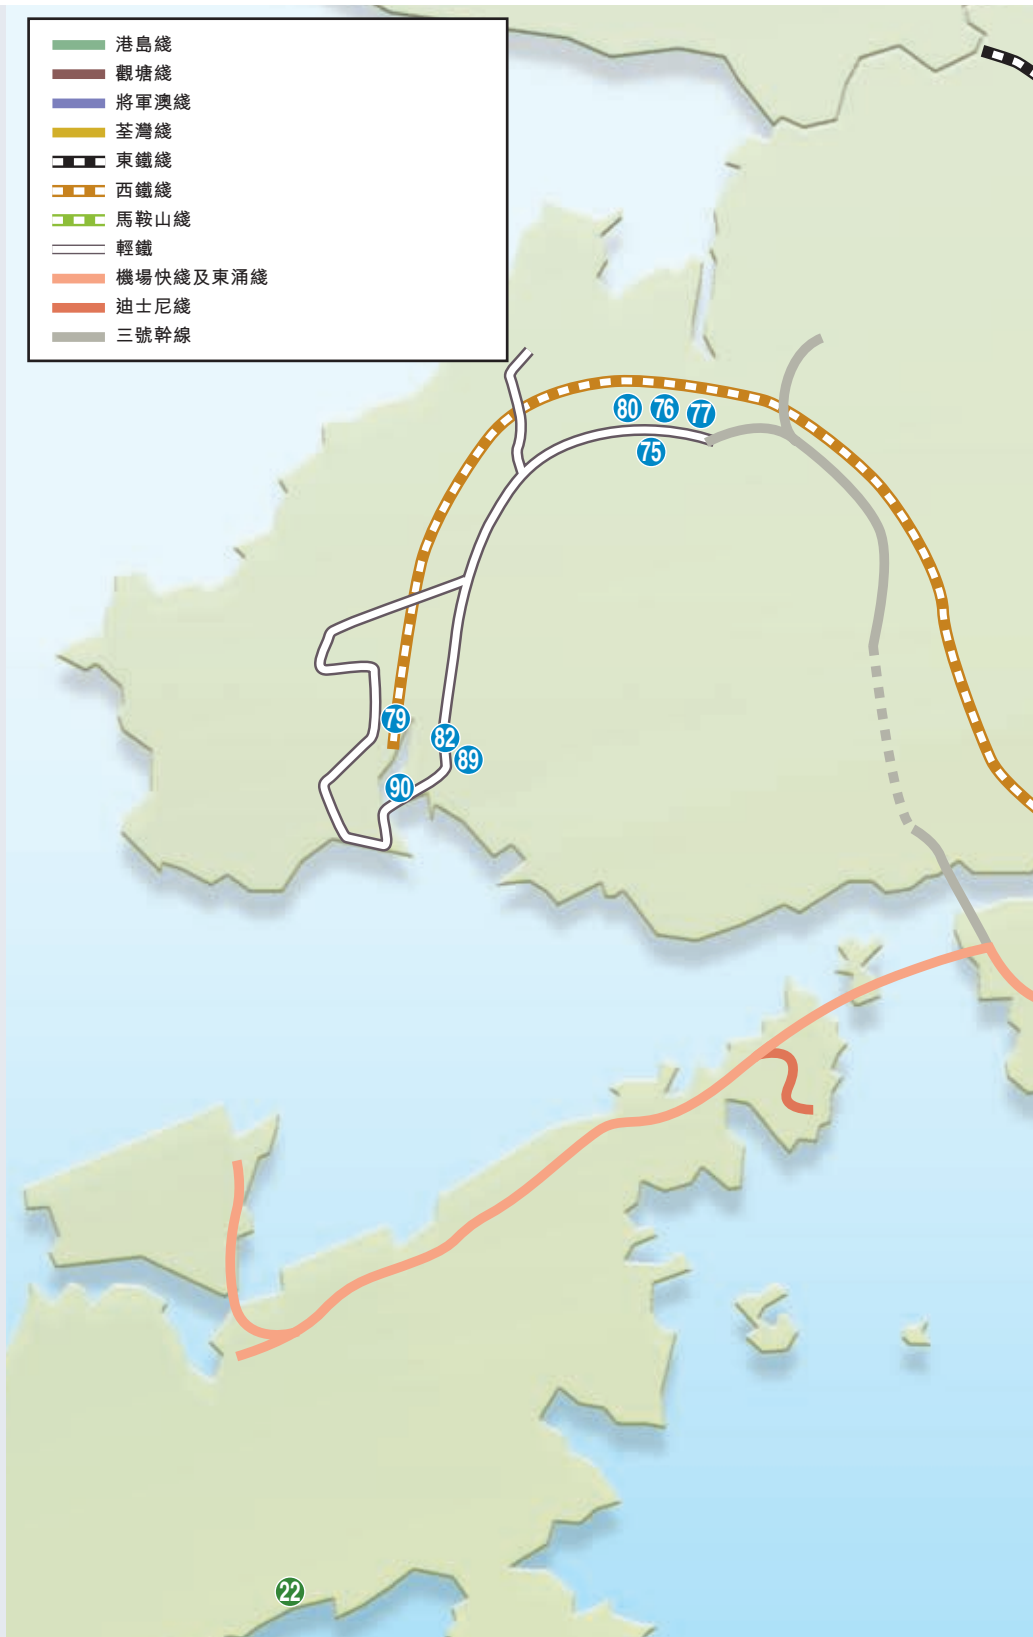 港島綫
觀塘綫
將軍澳綫
荃灣綫
東鐵綫
西鐵綫
馬鞍山綫
輕鐵
機場快綫及東涌綫
迪士尼綫
三號幹線
80 76 77
75
79
82
89
90
22